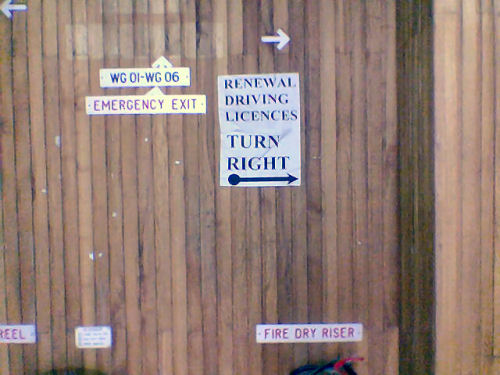 WG 01-WG 06
EMERGENCY EXIT
RENEWAL
DRIVING
LICENCES
TURN
RIGHT
REEL
FIRE DRY RISER